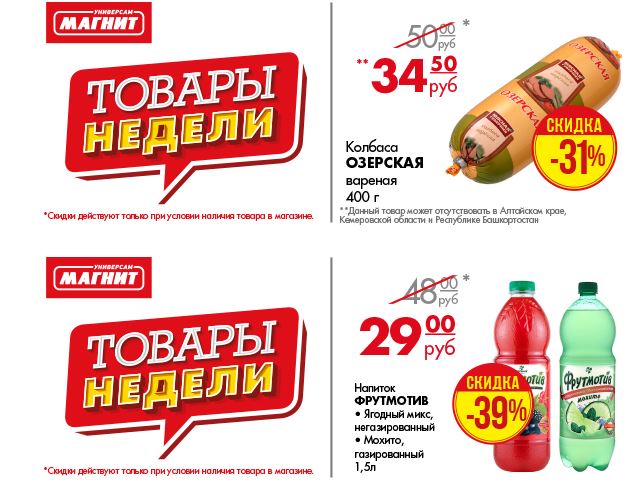 УНИВЕРСАМ
МАГНИТ
ТОВАРЫ
НЕДЕЛИ
*Скидки действуют только при условии наличия товара в магазине.
50 00 руб *
**34 50 руб
ОЗЕРСКАЯ
СКИДКА
-31%
Колбаса
ОЗЕРСКАЯ
вареная
400 г
**Данный товар может отсутствовать в Алтайском крае,
Кемеровской области и Республике Башкортостан
УНИВЕРСАМ
МАГНИТ
ТОВАРЫ
НЕДЕЛИ
*Скидки действуют только при условии наличия товара в магазине.
48 00 руб *
29 00 руб
Напиток
ФРУТМОТИВ
• Ягодный микс,
негазированный
• Мохито,
газированный
1,5л
СКИДКА
-39%
Фрутмотив
мохито